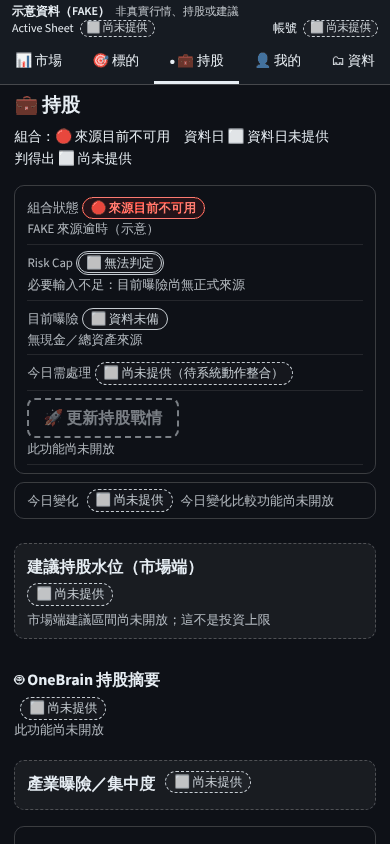 示意資料（FAKE） 非真實行情、持股或建議
Active Sheet ⬜ 尚未提供 帳號 ⬜ 尚未提供
📊 市場 🎯 標的 •💼 持股 👤 我的 🗂 資料
💼 持股
組合：🔴 來源目前不可用 資料日 ⬜ 資料日未提供
判得出 ⬜ 尚未提供
組合狀態 🔴 來源目前不可用
FAKE 來源逾時（示意）
Risk Cap ⬜ 無法判定
必要輸入不足：目前曝險尚無正式來源
目前曝險 ⬜ 資料未備
無現金／總資產來源
今日需處理 ⬜ 尚未提供（待系統動作整合）
🚀 更新持股戰情
此功能尚未開放
今日變化 ⬜ 尚未提供 今日變化比較功能尚未開放
建議持股水位（市場端）
⬜ 尚未提供
市場端建議區間尚未開放；這不是投資上限
OneBrain 持股摘要
⬜ 尚未提供
此功能尚未開放
產業曝險／集中度 ⬜ 尚未提供